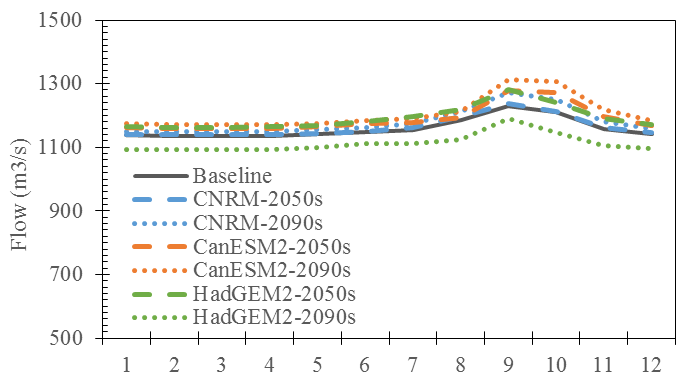 1500
1300
1100
900
700
500
Flow (m3/s)
Baseline
CNRM-2050s
CNRM-2090s
CanESM2-2050s
CanESM2-2090s
HadGEM2-2050s
HadGEM2-2090s
1 2 3 4 5 6 7 8 9 10 11 12